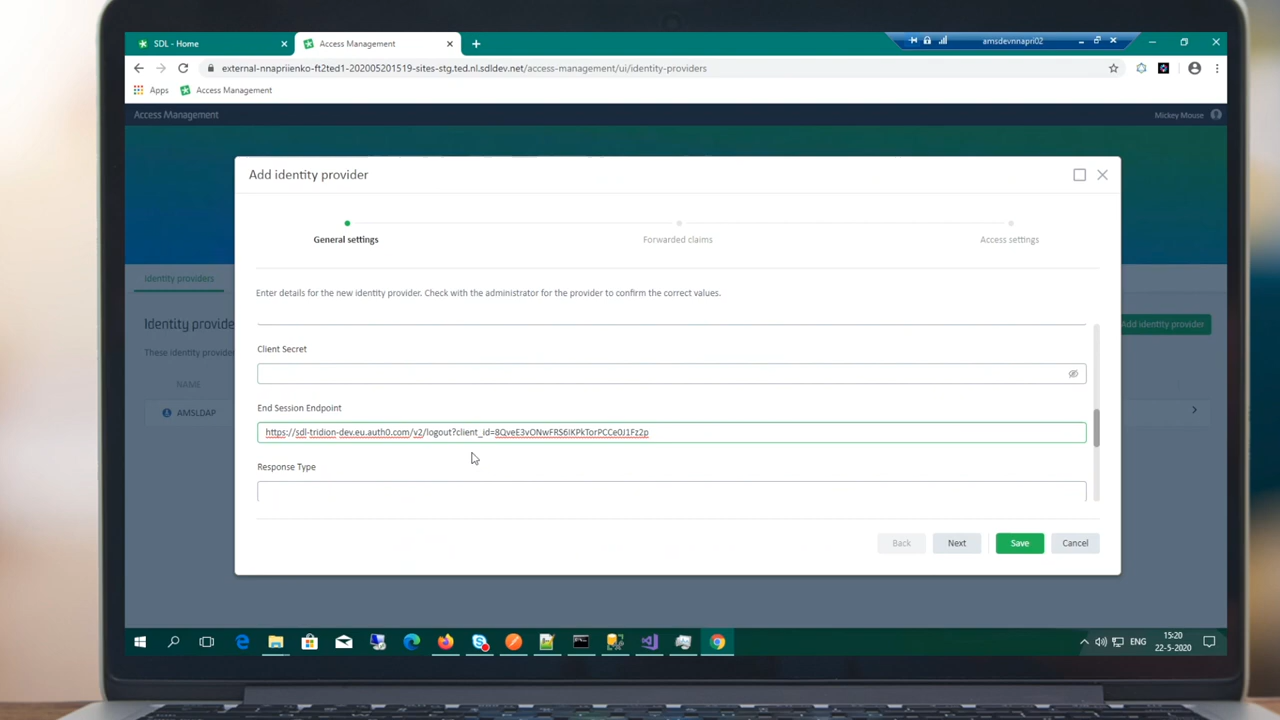 SDL - Home
Access Management
amsdevnnapri02
external-nnapriienko-ft2ted1-202005201519-sites-stg.ted.nl.sdldev.net/access-management/ui/identity-providers
Apps
Access Management
Access Management
Mickey Mouse
Add identity provider
General settings
Forwarded claims
Access settings
Identity providers
Enter details for the new identity provider. Check with the administrator for the provider to confirm the correct values.
Identity provide
Add identity provider
These identity provider
Client Secret
NAME
End Session Endpoint
AMSLDAP
https://sdl-tridion-dev.eu.auth0.com/v2/logout?client_id=8QveE3vONwFRS6IKPkTorPCCe0J1Fz2p
Response Type
Back
Next
Save
Cancel
ENG
15:20
22-5-2020